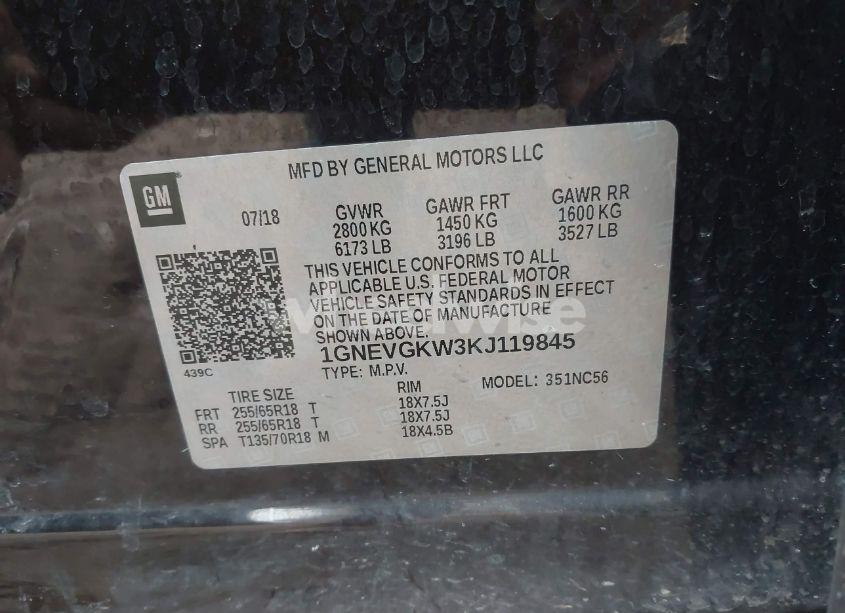 MFD BY GENERAL MOTORS LLC
GM
07/18
GVWR
2800 KG
6173 LB
GAWR FRT
1450 KG
3196 LB
GAWR RR
1600 KG
3527 LB
THIS VEHICLE CONFORMS TO ALL
APPLICABLE U.S. FEDERAL MOTOR
VEHICLE SAFETY STANDARDS IN EFFECT
ON THE DATE OF MANUFACTURE
SHOWN ABOVE.
1GNEVGKW3KJ119845
439C
TYPE: M.P.V.
MODEL: 351NC56
TIRE SIZE RIM
FRT 255/65R18 T 18X7.5J
RR 255/65R18 T 18X7.5J
SPA T135/70R18 M 18X4.5B